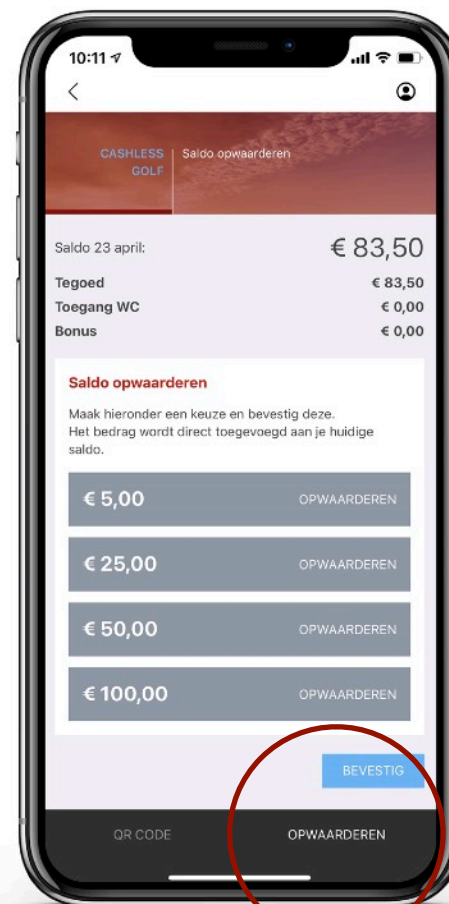 10:11
CASHLESS
GOLF
Saldo opwaarderen
Saldo 23 april: € 83,50
Tegoed € 83,50
Toegang WC € 0,00
Bonus € 0,00
Saldo opwaarderen
Maak hieronder een keuze en bevestig deze.
Het bedrag wordt direct toegevoegd aan je huidige
saldo.
€ 5,00 OPWAARDEREN
€ 25,00 OPWAARDEREN
€ 50,00 OPWAARDEREN
€ 100,00 OPWAARDEREN
BEVESTIG
QR CODE OPWAARDEREN